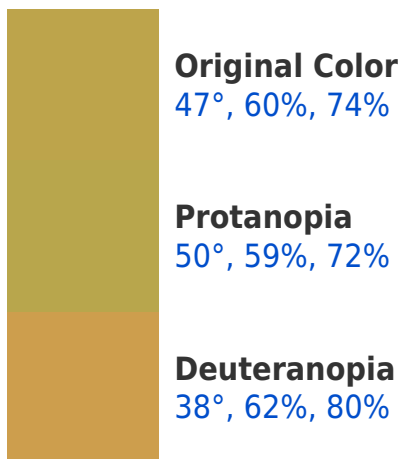 Original Color
47°, 60%, 74%
Protanopia
50°, 59%, 72%
Deuteranopia
38°, 62%, 80%